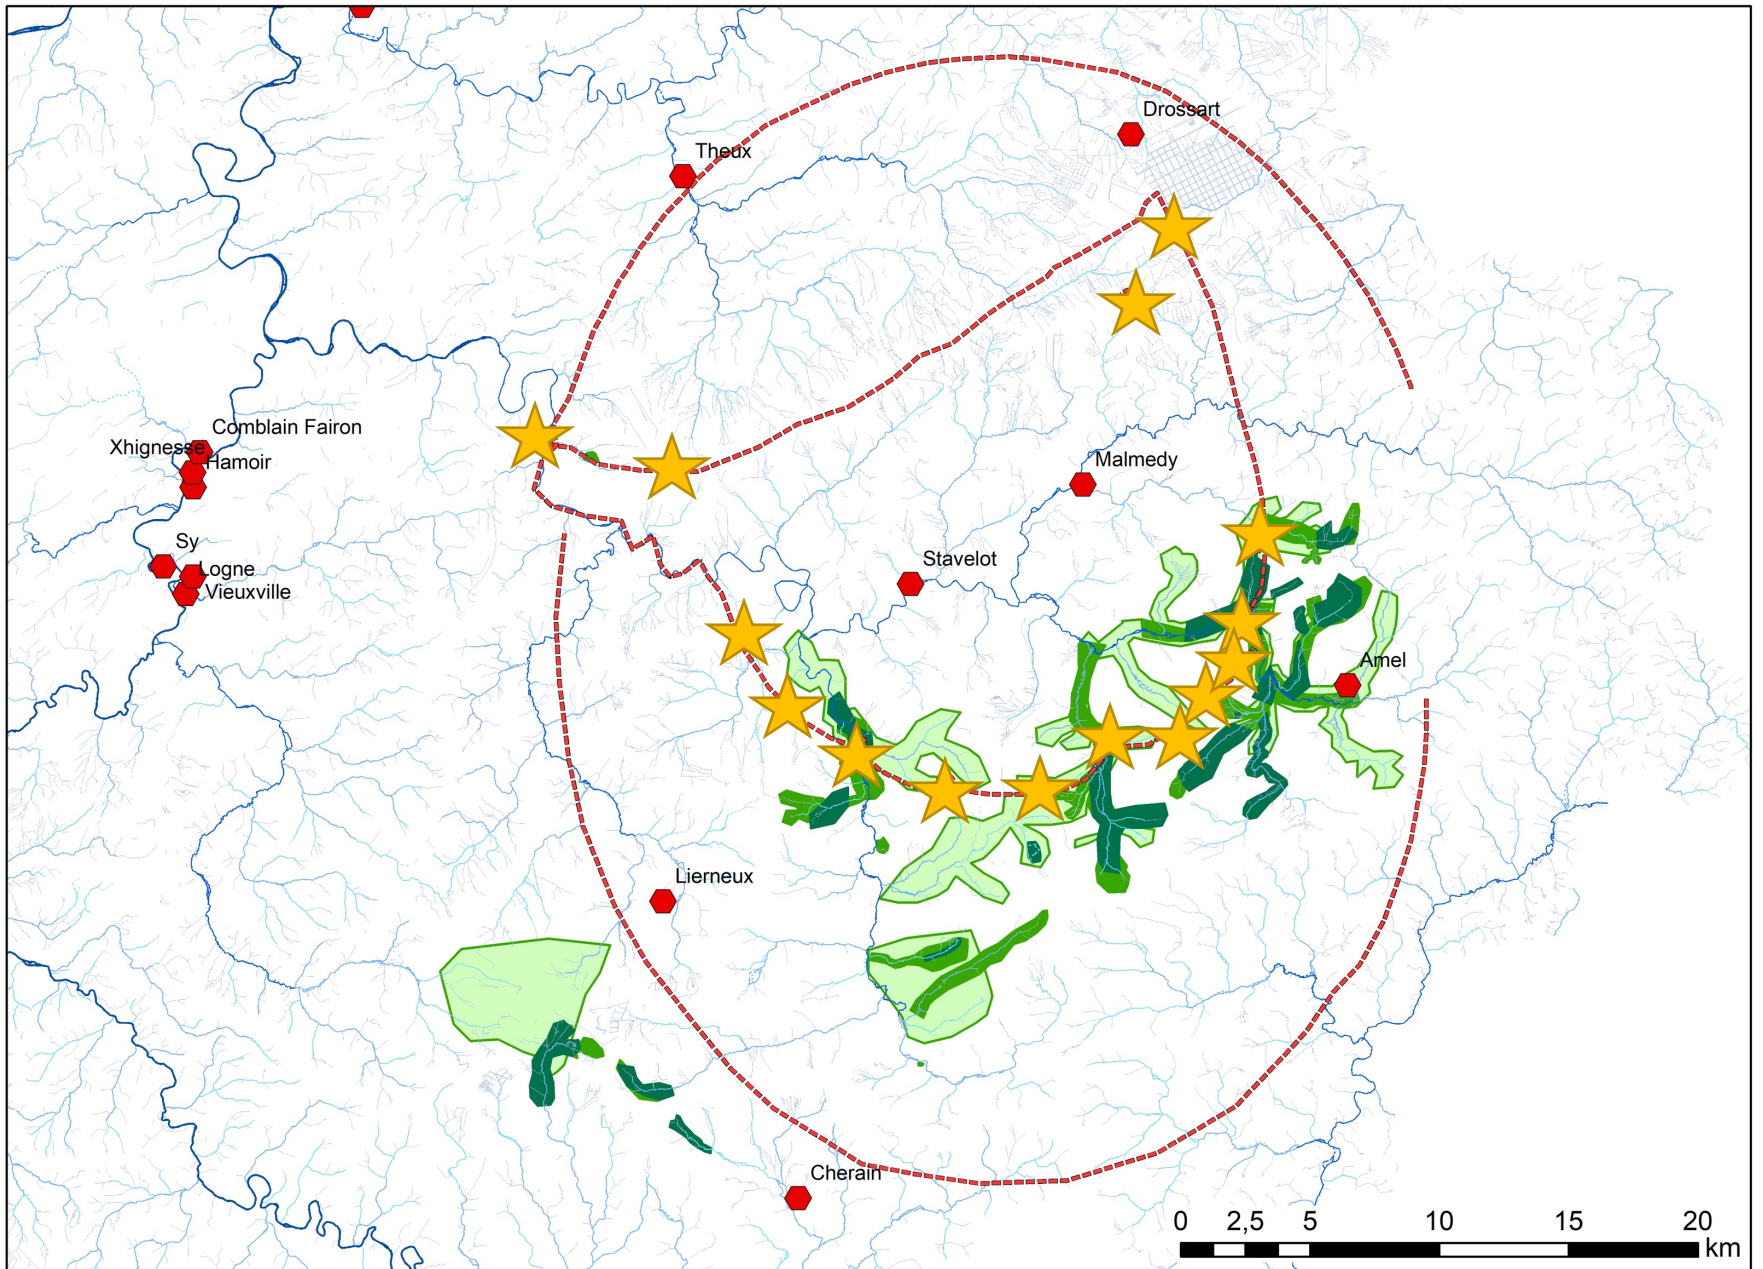 Drossart
Theux
Comblain Fairon
Xhignesse
Hamoir
Malmedy
Sy
Stavelot
Logne
Vieuxville
Amel
Lierneux
Cherain
0 2,5 5 10 15 20
km